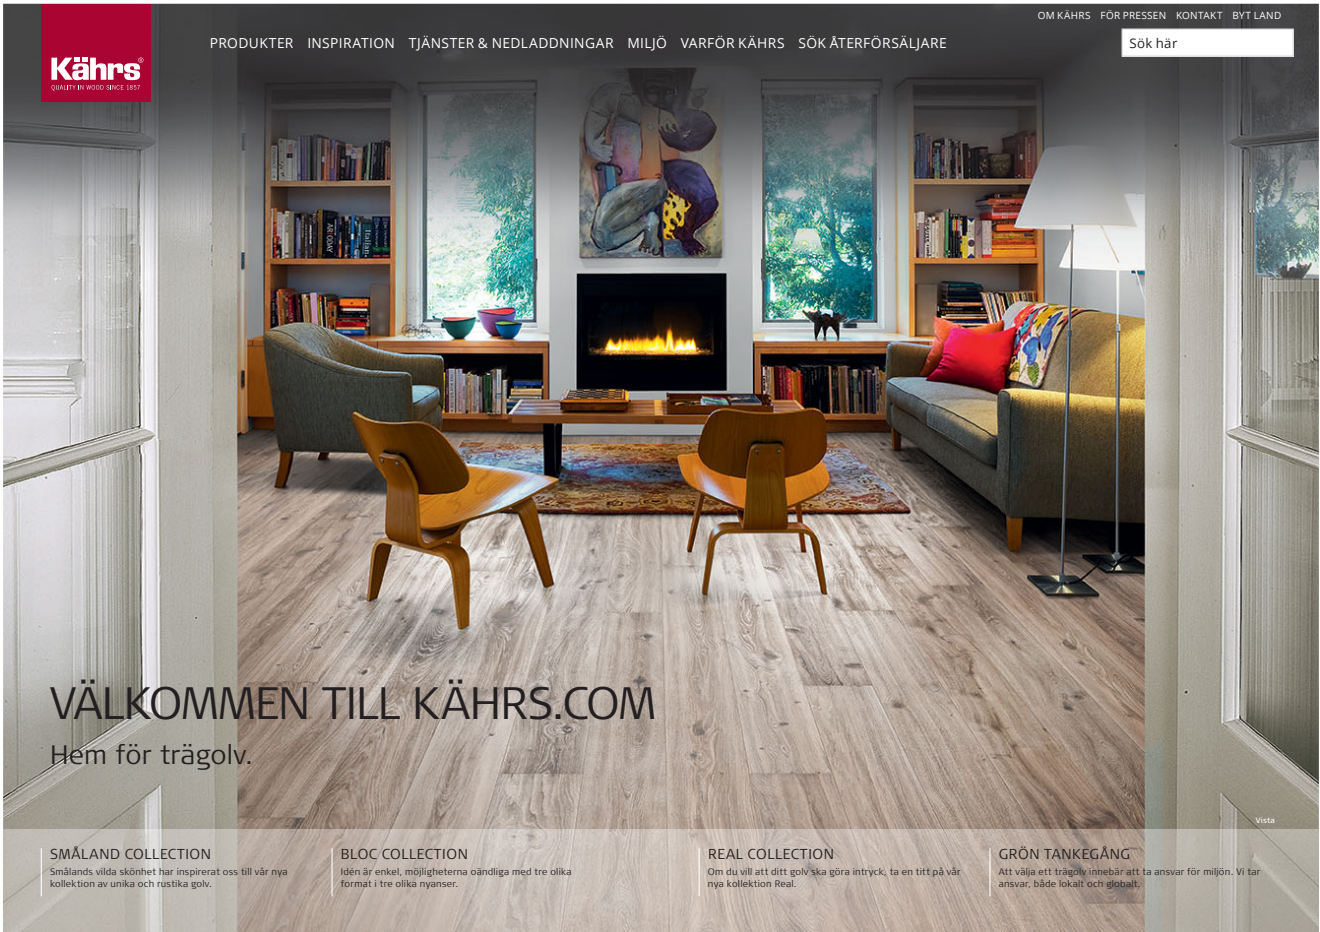 OM KÄHRS FÖR PRESSEN KONTAKT BYT LAND
PRODUKTER INSPIRATION TJÄNSTER & NEDLADDNINGAR MILJÖ VARFÖR KÄHRS SÖK ÅTERFÖRSÄLJARE
Sök här
Kährs®
QUALITY IN WOOD SINCE 1857
VÄLKOMMEN TILL KÄHRS.COM
Hem för trägolv.
Vista
SMÅLAND COLLECTION
Smålands vilda skönhet har inspirerat oss till vår nya
kollektion av unika och rustika golv.
BLOC COLLECTION
Idén är enkel, möjligheterna oändliga med tre olika
format i tre olika nyanser.
REAL COLLECTION
Om du vill att ditt golv ska göra intryck, ta en titt på vår
nya kollektion Real.
GRÖN TANKEGÅNG
Att välja ett trägolv innebär att ta ansvar för miljön. Vi tar
ansvar, både lokalt och globalt.